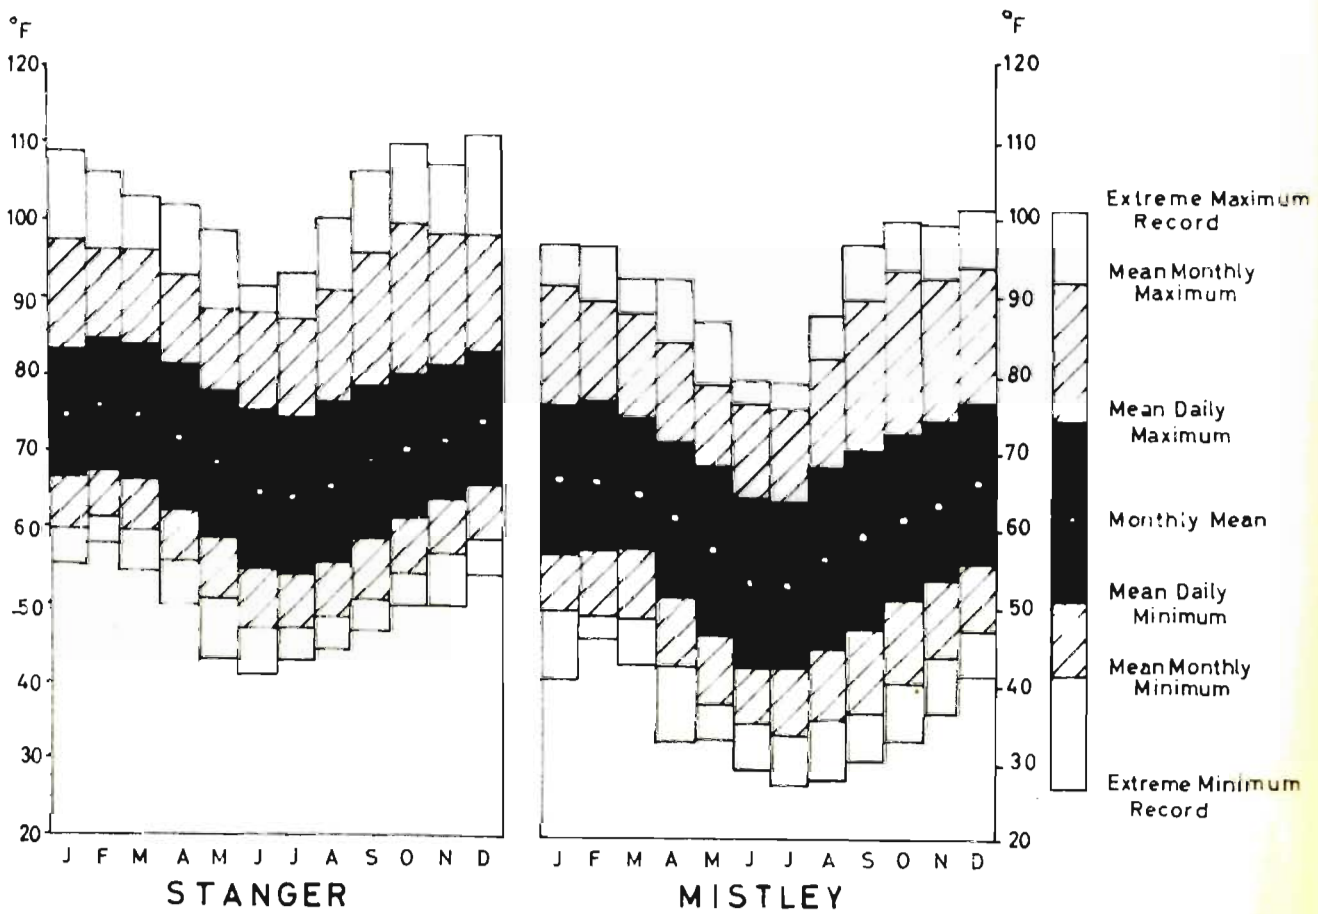 °F
120
110
100
90
80
70
60
50
40
30
20
J F M A M J J A S O N D
STANGER
J F M A M J J A S O N D
MISTLEY
°F
120
110
100
90
80
70
60
50
40
30
20
Extreme Maximum
Record
Mean Monthly
Maximum
Mean Daily
Maximum
Monthly Mean
Mean Daily
Minimum
Mean Monthly
Minimum
Extreme Minimum
Record